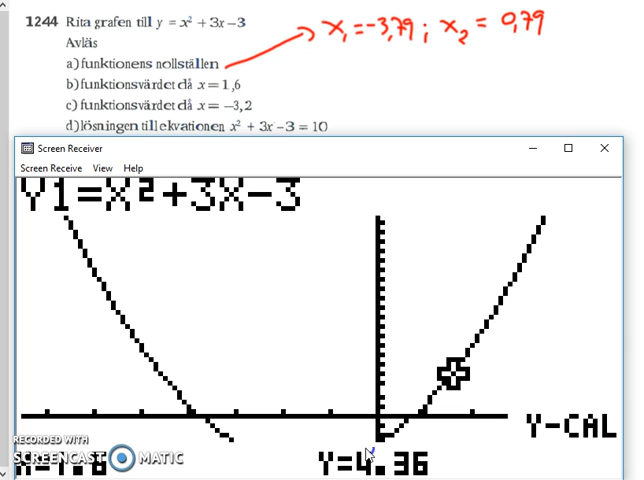 1244 Rita grafen till y = x² + 3x – 3
x₁ = -3,79 ; x₂ = 0,79
Avläs
a) funktionens nollställen
b) funktionsvärdet då x = 1,6
c) funktionsvärdet då x = –3,2
d) lösningen till ekvationen x² + 3x – 3 = 10
Screen Receiver
Screen Receive View Help
Y1=X²+3X-3
Y-CAL
RECORDED WITH
SCREENCAST MATIC
Y=4.36